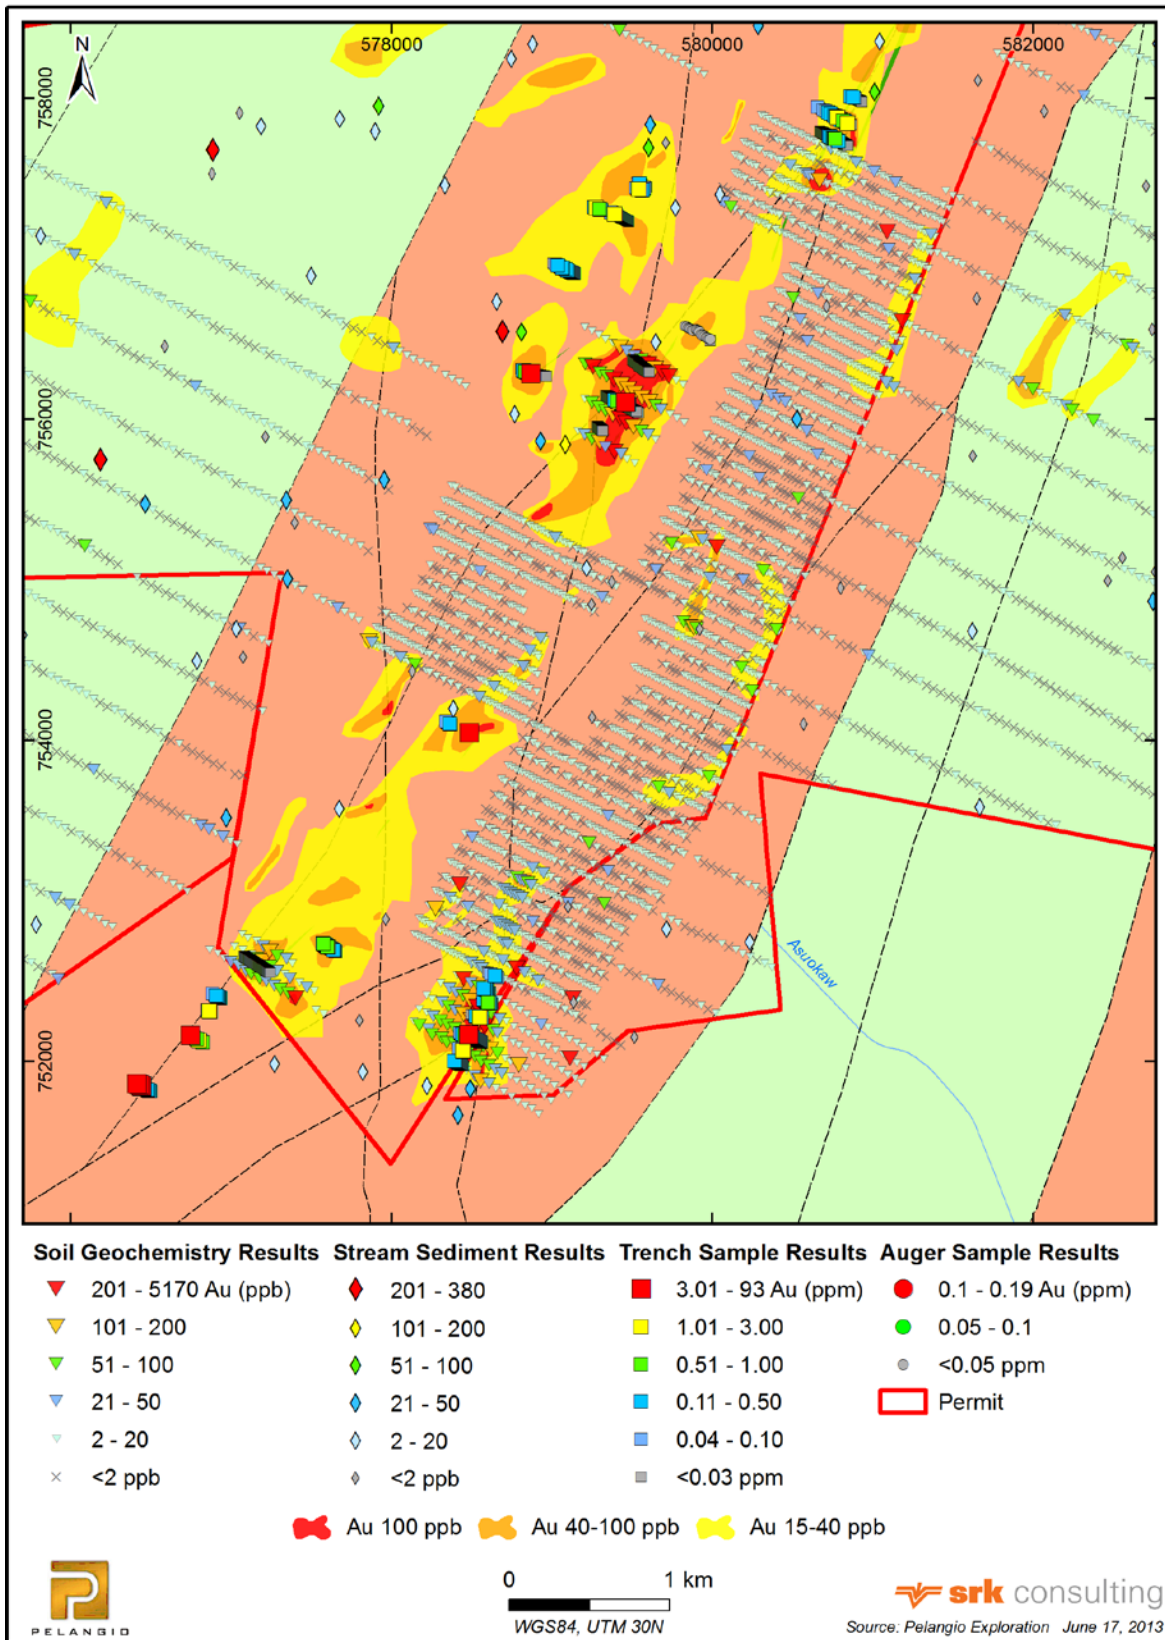 N
578000 580000 582000
758000
756000
754000
752000
Asuokaw
Soil Geochemistry Results Stream Sediment Results Trench Sample Results Auger Sample Results
201 - 5170 Au (ppb) 201 - 380 3.01 - 93 Au (ppm) 0.1 - 0.19 Au (ppm)
101 - 200 101 - 200 1.01 - 3.00 0.05 - 0.1
51 - 100 51 - 100 0.51 - 1.00 <0.05 ppm
21 - 50 21 - 50 0.11 - 0.50 Permit
2 - 20 2 - 20 0.04 - 0.10
<2 ppb <2 ppb <0.03 ppm
Au 100 ppb Au 40-100 ppb Au 15-40 ppb
0 1 km
WGS84, UTM 30N
PELANGIO
srk consulting
Source: Pelangio Exploration June 17, 2013